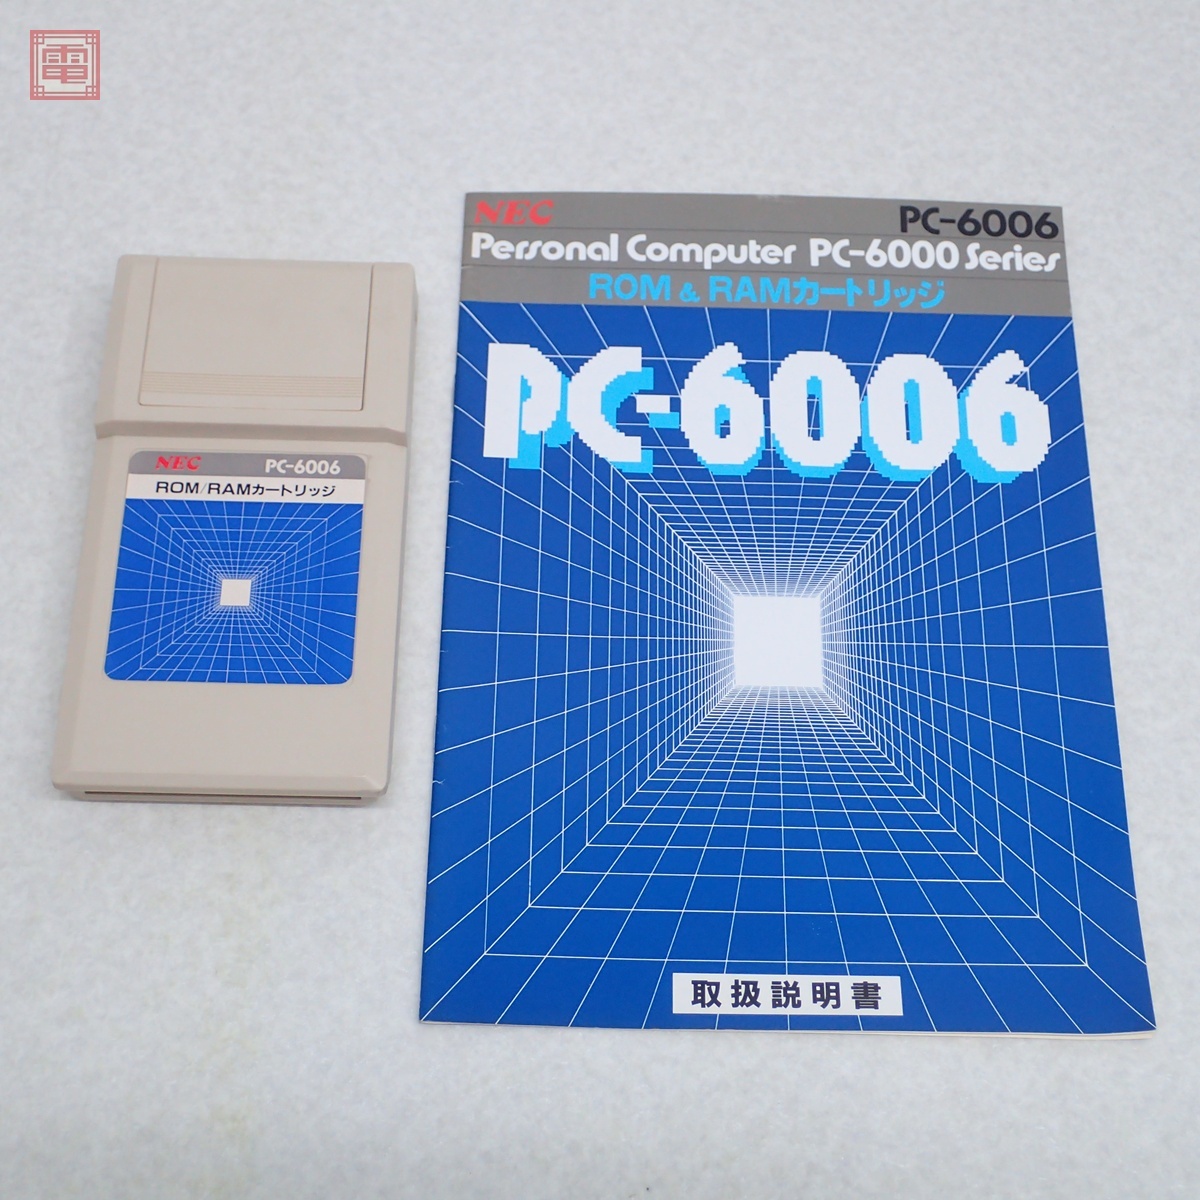 電
NEC PC-6006
ROM/RAMカートリッジ
NEC PC-6006
Personal Computer PC-6000 Series
ROM & RAMカートリッジ
PC-6006
取扱説明書